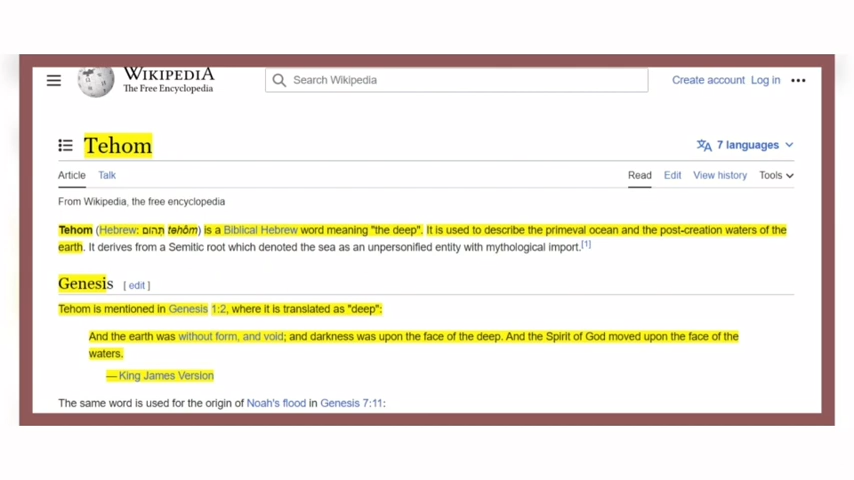 WIKIPEDIA
The Free Encyclopedia
Search Wikipedia
Create account Log in
Tehom
7 languages
Article Talk
Read Edit View history Tools
From Wikipedia, the free encyclopedia
Tehom (Hebrew: תְּהוֹם təhôm) is a Biblical Hebrew word meaning "the deep". It is used to describe the primeval ocean and the post-creation waters of the
earth. It derives from a Semitic root which denoted the sea as an unpersonified entity with mythological import.[1]
Genesis [ edit ]
Tehom is mentioned in Genesis 1:2, where it is translated as "deep":
And the earth was without form, and void; and darkness was upon the face of the deep. And the Spirit of God moved upon the face of the
waters.
— King James Version
The same word is used for the origin of Noah's flood in Genesis 7:11: